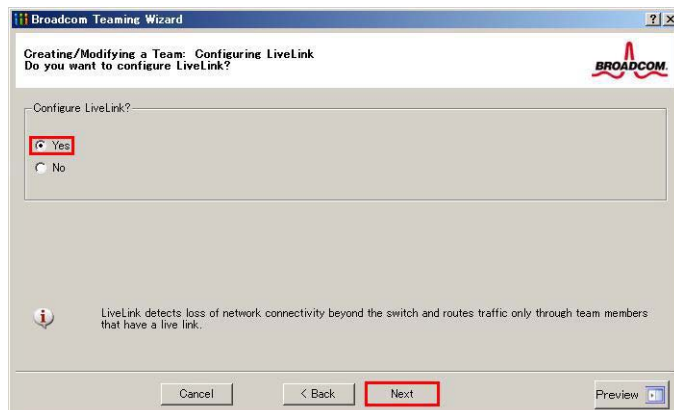 Broadcom Teaming Wizard
Creating/Modifying a Team: Configuring LiveLink
Do you want to configure LiveLink?
BROADCOM.
Configure LiveLink?
Yes
No
LiveLink detects loss of network connectivity beyond the switch and routes traffic only through team members
that have a live link.
Cancel
< Back
Next
Preview